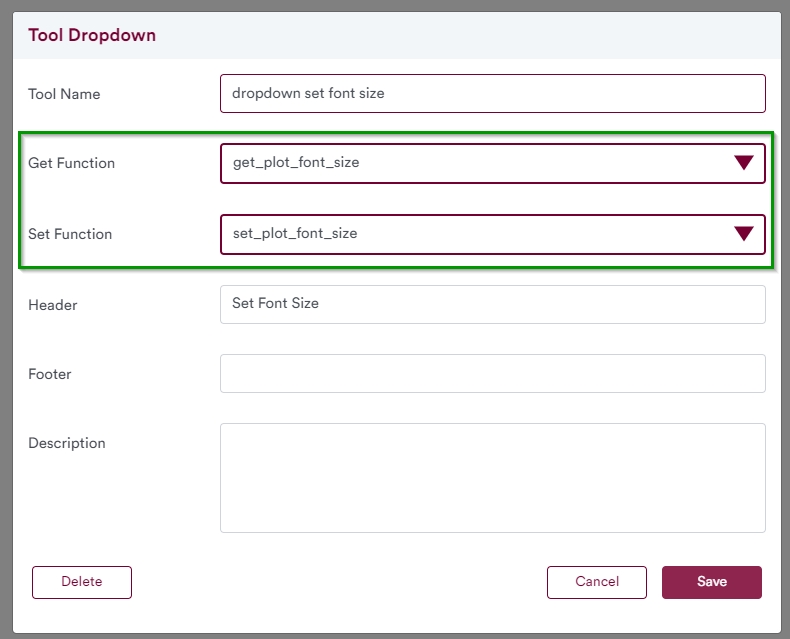 Tool Dropdown
Tool Name dropdown set font size
Get Function get_plot_font_size
Set Function set_plot_font_size
Header Set Font Size
Footer
Description
Delete Cancel Save